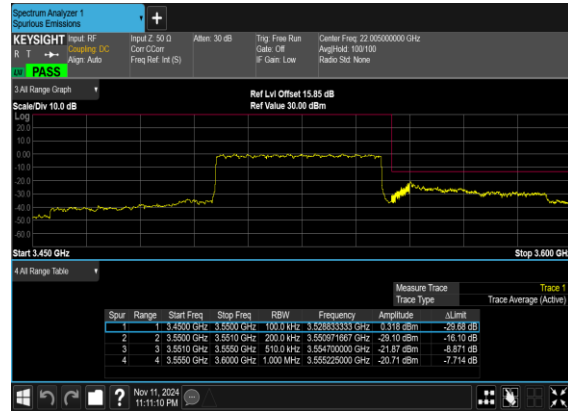 Spectrum Analyzer 1
Spurious Emissions
KEYSIGHT Input: RF Input Z: 50 Ω Atten: 30 dB Trig: Free Run Center Freq: 22.005000000 GHz
R T Coupling: DC Corr CCorr Gate: Off Avg|Hold: 100/100
Align: Auto Freq Ref: Int (S) IF Gain: Low Radio Std: None
PASS
3 All Range Graph
Ref Lvl Offset 15.85 dB
Scale/Div 10.0 dB Ref Value 30.00 dBm
Log
20.0
10.0
0.00
-10.0
-20.0
-30.0
-40.0
-50.0
-60.0
Start 3.450 GHz Stop 3.600 GHz
4 All Range Table
Measure Trace Trace 1
Trace Type Trace Average (Active)
Spur Range Start Freq Stop Freq RBW Frequency Amplitude ΔLimit
1 1 3.4500 GHz 3.5500 GHz 100.0 kHz 3.528833333 GHz 0.318 dBm -29.68 dB
2 2 3.5500 GHz 3.5510 GHz 200.0 kHz 3.550971667 GHz -29.10 dBm -16.10 dB
3 3 3.5510 GHz 3.5550 GHz 510.0 kHz 3.554700000 GHz -21.87 dBm -8.871 dB
4 4 3.5550 GHz 3.6000 GHz 1.000 MHz 3.555225000 GHz -20.71 dBm -7.714 dB
?
Nov 11, 2024
11:11:10 PM